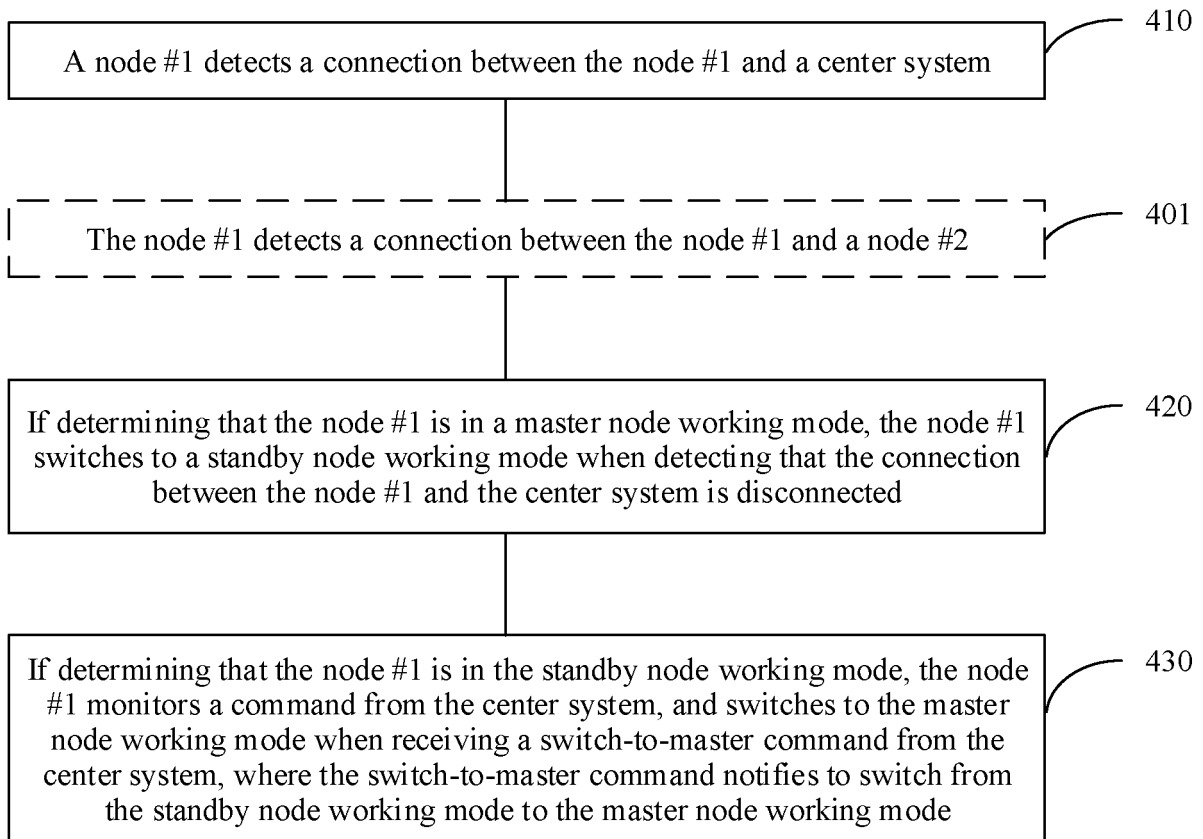 410
A node #1 detects a connection between the node #1 and a center system
401
The node #1 detects a connection between the node #1 and a node #2
420
If determining that the node #1 is in a master node working mode, the node #1
switches to a standby node working mode when detecting that the connection
between the node #1 and the center system is disconnected
430
If determining that the node #1 is in the standby node working mode, the node
#1 monitors a command from the center system, and switches to the master
node working mode when receiving a switch-to-master command from the
center system, where the switch-to-master command notifies to switch from
the standby node working mode to the master node working mode